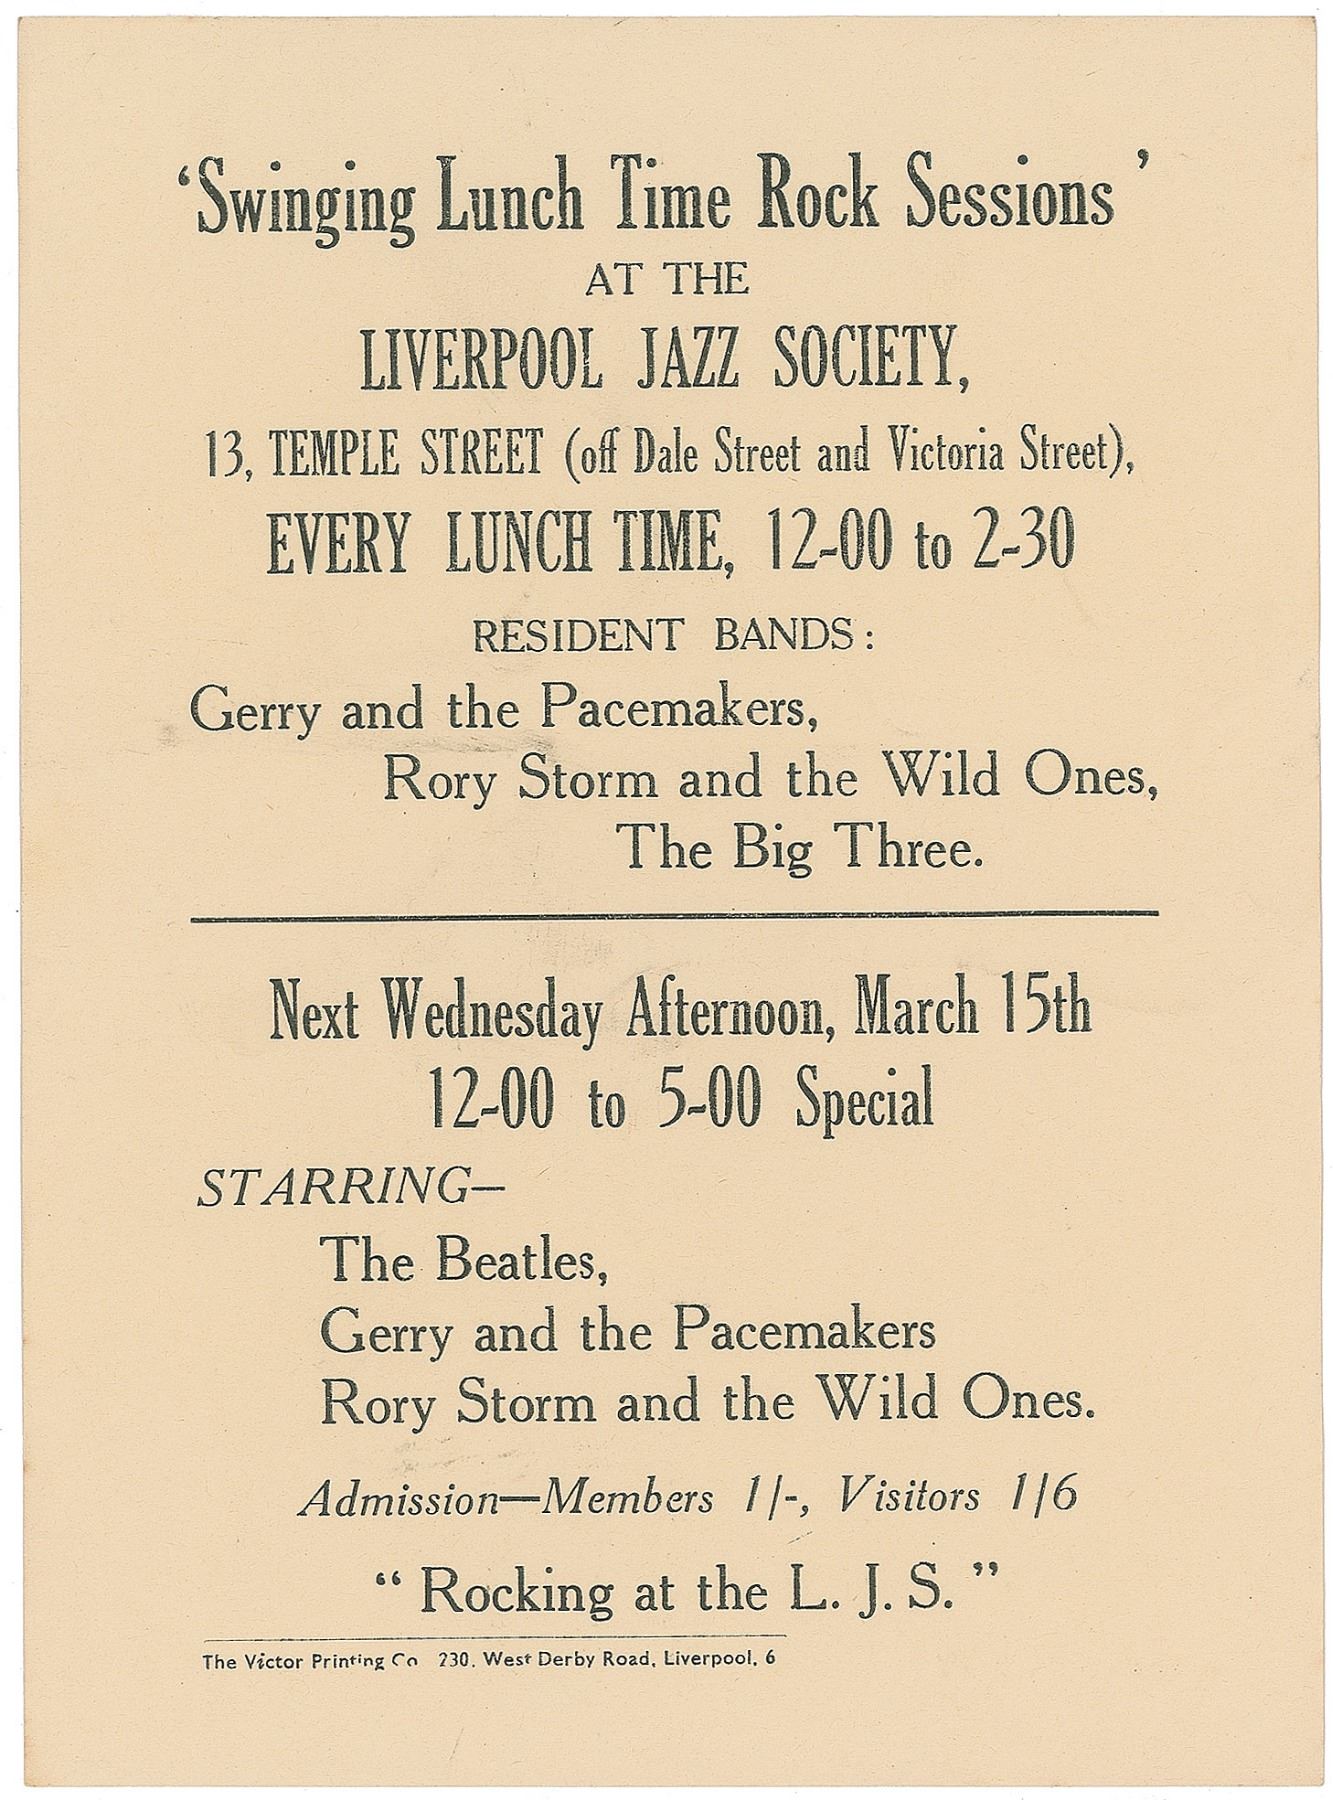 ‘Swinging Lunch Time Rock Sessions’
AT THE
LIVERPOOL JAZZ SOCIETY,
13, TEMPLE STREET (off Dale Street and Victoria Street),
EVERY LUNCH TIME, 12-00 to 2-30
RESIDENT BANDS:
Gerry and the Pacemakers,
Rory Storm and the Wild Ones,
The Big Three.
Next Wednesday Afternoon, March 15th
12-00 to 5-00 Special
STARRING—
The Beatles,
Gerry and the Pacemakers
Rory Storm and the Wild Ones.
Admission—Members 1/-, Visitors 1/6
“Rocking at the L. J. S.”
The Victor Printing Co 230, West Derby Road, Liverpool, 6